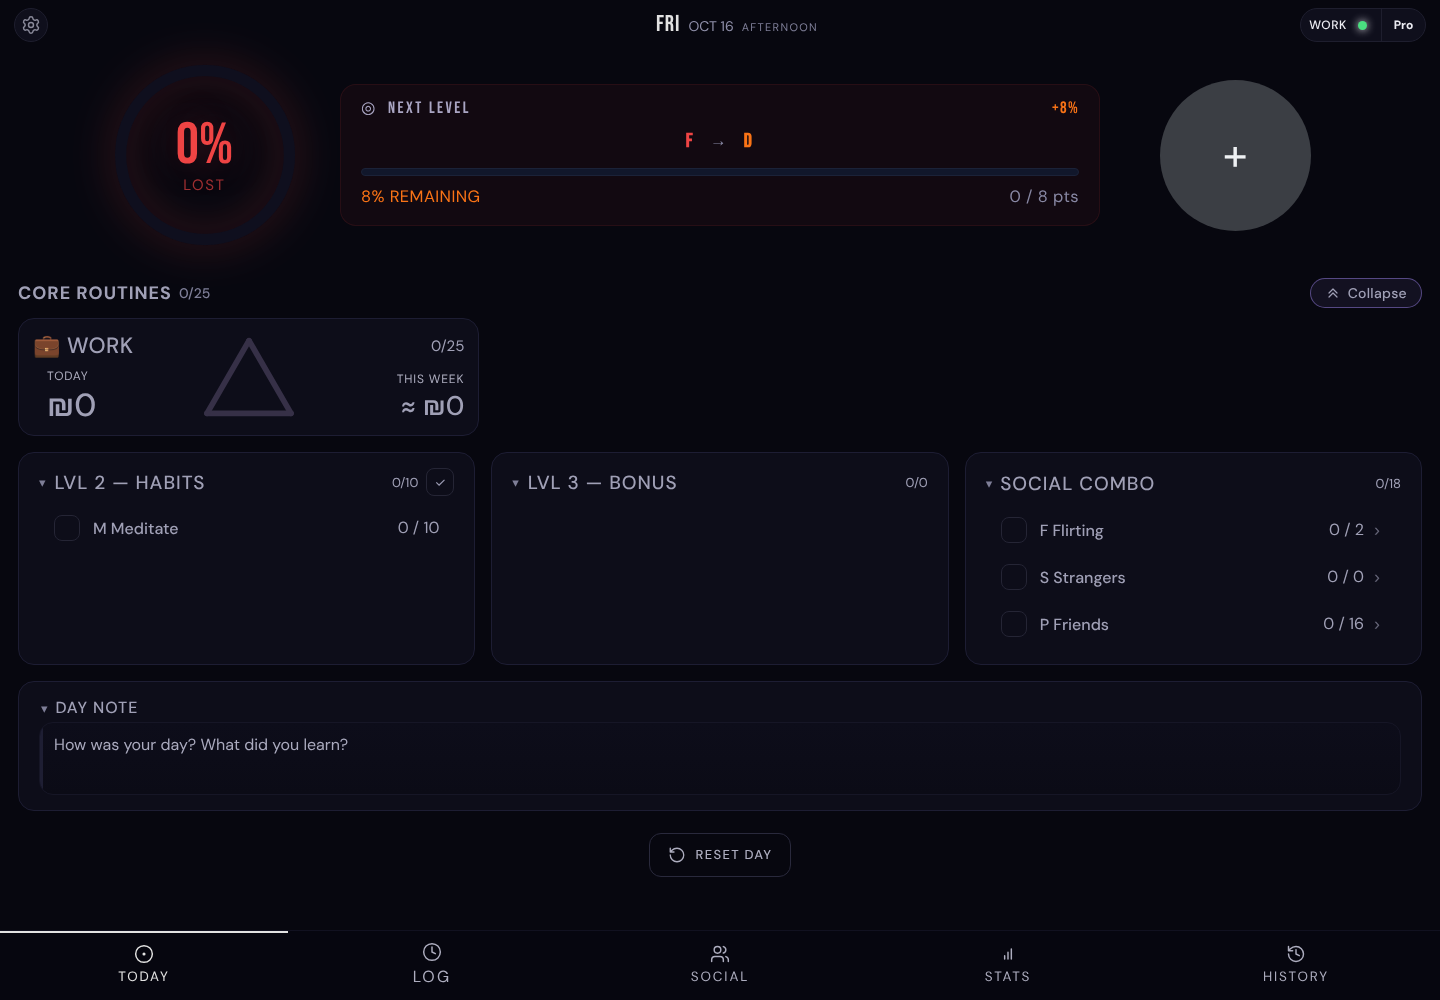 FRI OCT 16 AFTERNOON
WORK Pro
0%
LOST
NEXT LEVEL +8%
F → D
8% REMAINING 0 / 8 pts
+
CORE ROUTINES 0/25
Collapse
WORK 0/25
TODAY THIS WEEK
₪0 ≈ ₪0
LVL 2 — HABITS 0/10
M Meditate 0 / 10
LVL 3 — BONUS 0/0
SOCIAL COMBO 0/18
F Flirting 0 / 2 ›
S Strangers 0 / 0 ›
P Friends 0 / 16 ›
DAY NOTE
How was your day? What did you learn?
RESET DAY
TODAY LOG SOCIAL STATS HISTORY